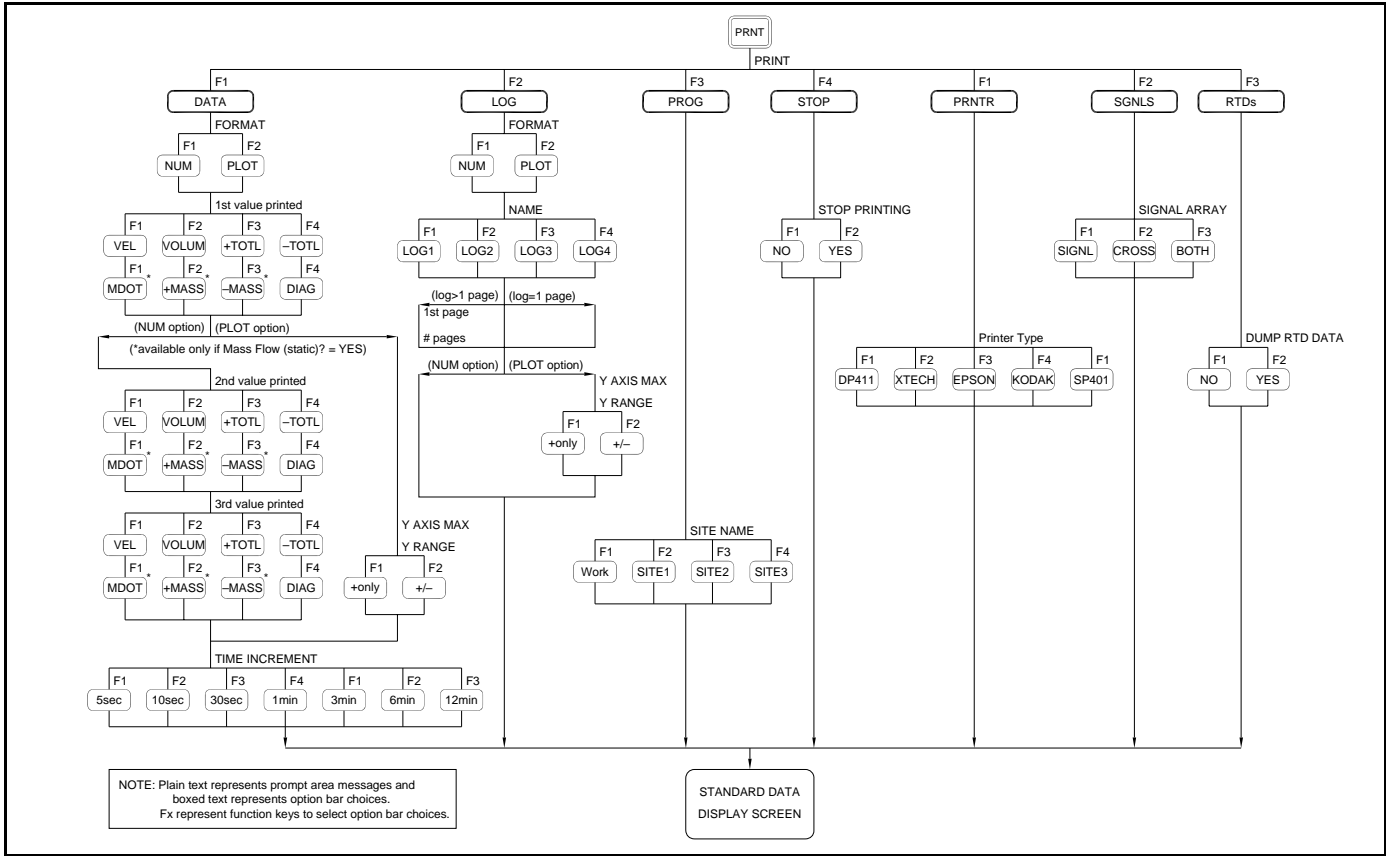 PRNT
PRINT
F1 F2 F3 F4 F1 F2 F3
DATA LOG PROG STOP PRNTR SGNLS RTDs
FORMAT
F1 F2
NUM PLOT
1st value printed
F1 F2 F3 F4
VEL VOLUM +TOTL –TOTL
F1 F2 F3 F4
MDOT* +MASS* –MASS* DIAG
(NUM option) (PLOT option)
(*available only if Mass Flow (static)? = YES)
2nd value printed
F1 F2 F3 F4
VEL VOLUM +TOTL –TOTL
F1 F2 F3 F4
MDOT* +MASS* –MASS* DIAG
3rd value printed
F1 F2 F3 F4
VEL VOLUM +TOTL –TOTL
F1 F2 F3 F4
MDOT* +MASS* –MASS* DIAG
Y AXIS MAX
Y RANGE
F1 F2
+only +/–
TIME INCREMENT
F1 F2 F3 F4 F1 F2 F3
5sec 10sec 30sec 1min 3min 6min 12min
FORMAT
F1 F2
NUM PLOT
NAME
F1 F2 F3 F4
LOG1 LOG2 LOG3 LOG4
(log>1 page) (log=1 page)
1st page
# pages
(NUM option) (PLOT option)
Y AXIS MAX
Y RANGE
F1 F2
+only +/–
SITE NAME
F1 F2 F3 F4
Work SITE1 SITE2 SITE3
STOP PRINTING
F1 F2
NO YES
Printer Type
F1 F2 F3 F4 F1
DP411 XTECH EPSON KODAK SP401
SIGNAL ARRAY
F1 F2 F3
SIGNL CROSS BOTH
DUMP RTD DATA
F1 F2
NO YES
NOTE: Plain text represents prompt area messages and
boxed text represents option bar choices.
Fx represent function keys to select option bar choices.
STANDARD DATA
DISPLAY SCREEN